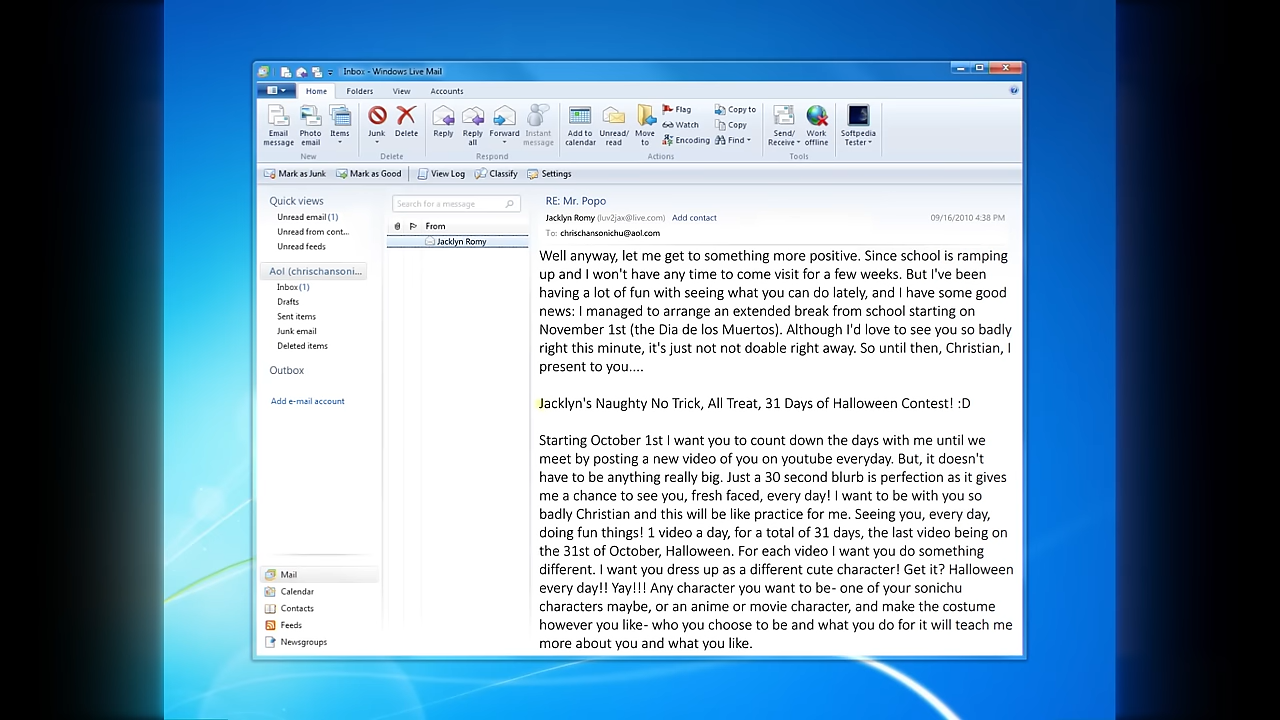 Inbox - Windows Live Mail
Home Folders View Accounts
Email message
Photo email
Items
New
Junk
Delete
Delete
Reply
Reply all
Forward
Instant message
Respond
Add to calendar
Unread/ read
Move to
Flag
Watch
Encoding
Copy to
Copy
Find
Actions
Send/ Receive
Work offline
Tools
Softpedia Tester
Mark as Junk Mark as Good View Log Classify Settings
Quick views
Unread email (1)
Unread from cont...
Unread feeds
Aol (chrischansoni...
Inbox (1)
Drafts
Sent items
Junk email
Deleted items
Outbox
Add e-mail account
Mail
Calendar
Contacts
Feeds
Newsgroups
Search for a message
From
Jacklyn Romy
RE: Mr. Popo
Jacklyn Romy (luv2jax@live.com) Add contact 09/16/2010 4:38 PM
To: chrischansonichu@aol.com
Well anyway, let me get to something more positive. Since school is ramping
up and I won't have any time to come visit for a few weeks. But I've been
having a lot of fun with seeing what you can do lately, and I have some good
news: I managed to arrange an extended break from school starting on
November 1st (the Dia de los Muertos). Although I'd love to see you so badly
right this minute, it's just not not doable right away. So until then, Christian, I
present to you....
Jacklyn's Naughty No Trick, All Treat, 31 Days of Halloween Contest! :D
Starting October 1st I want you to count down the days with me until we
meet by posting a new video of you on youtube everyday. But, it doesn't
have to be anything really big. Just a 30 second blurb is perfection as it gives
me a chance to see you, fresh faced, every day! I want to be with you so
badly Christian and this will be like practice for me. Seeing you, every day,
doing fun things! 1 video a day, for a total of 31 days, the last video being on
the 31st of October, Halloween. For each video I want you do something
different. I want you dress up as a different cute character! Get it? Halloween
every day!! Yay!!! Any character you want to be- one of your sonichu
characters maybe, or an anime or movie character, and make the costume
however you like- who you choose to be and what you do for it will teach me
more about you and what you like.